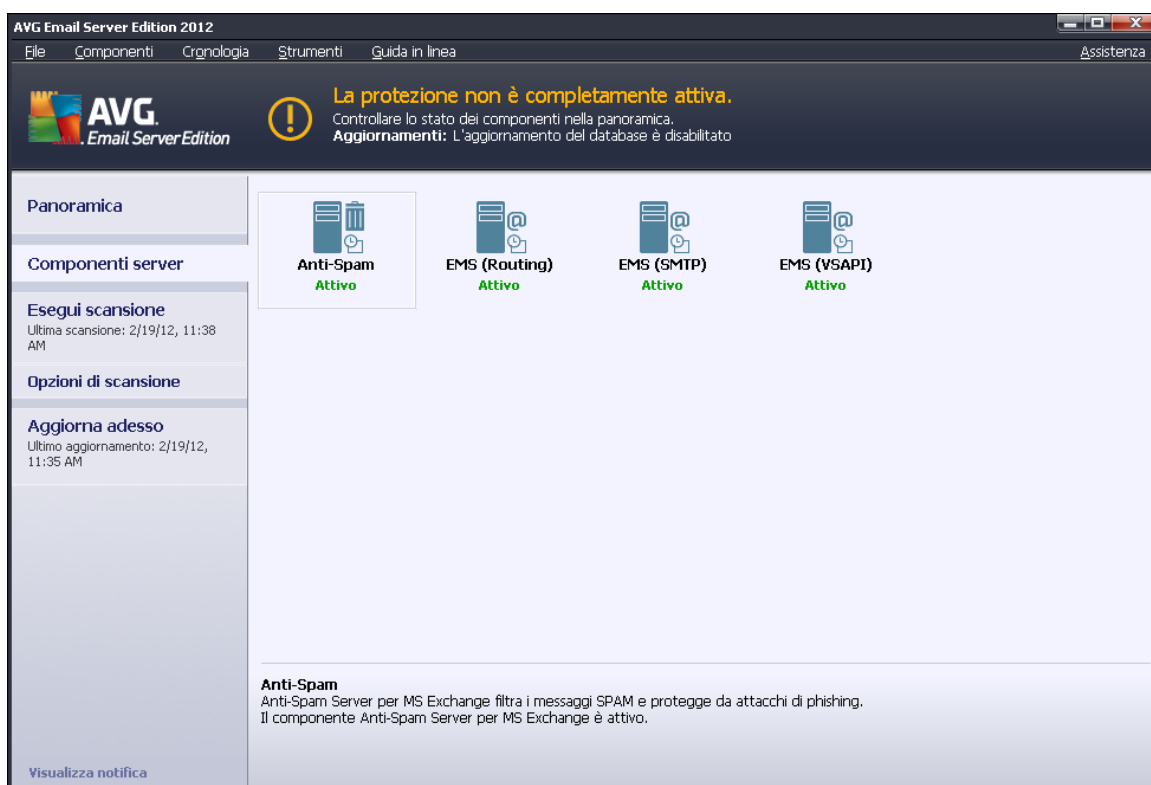 AVG Email Server Edition 2012
File Componenti Cronologia Strumenti Guida in linea Assistenza
AVG.
Email Server Edition
La protezione non è completamente attiva.
Controllare lo stato dei componenti nella panoramica.
Aggiornamenti: L'aggiornamento del database è disabilitato
Panoramica
Componenti server
Esegui scansione
Ultima scansione: 2/19/12, 11:38
AM
Opzioni di scansione
Aggiorna adesso
Ultimo aggiornamento: 2/19/12,
11:35 AM
Anti-Spam EMS (Routing) EMS (SMTP) EMS (VSAPI)
Attivo Attivo Attivo Attivo
Anti-Spam
Anti-Spam Server per MS Exchange filtra i messaggi SPAM e protegge da attacchi di phishing.
Il componente Anti-Spam Server per MS Exchange è attivo.
Visualizza notifica